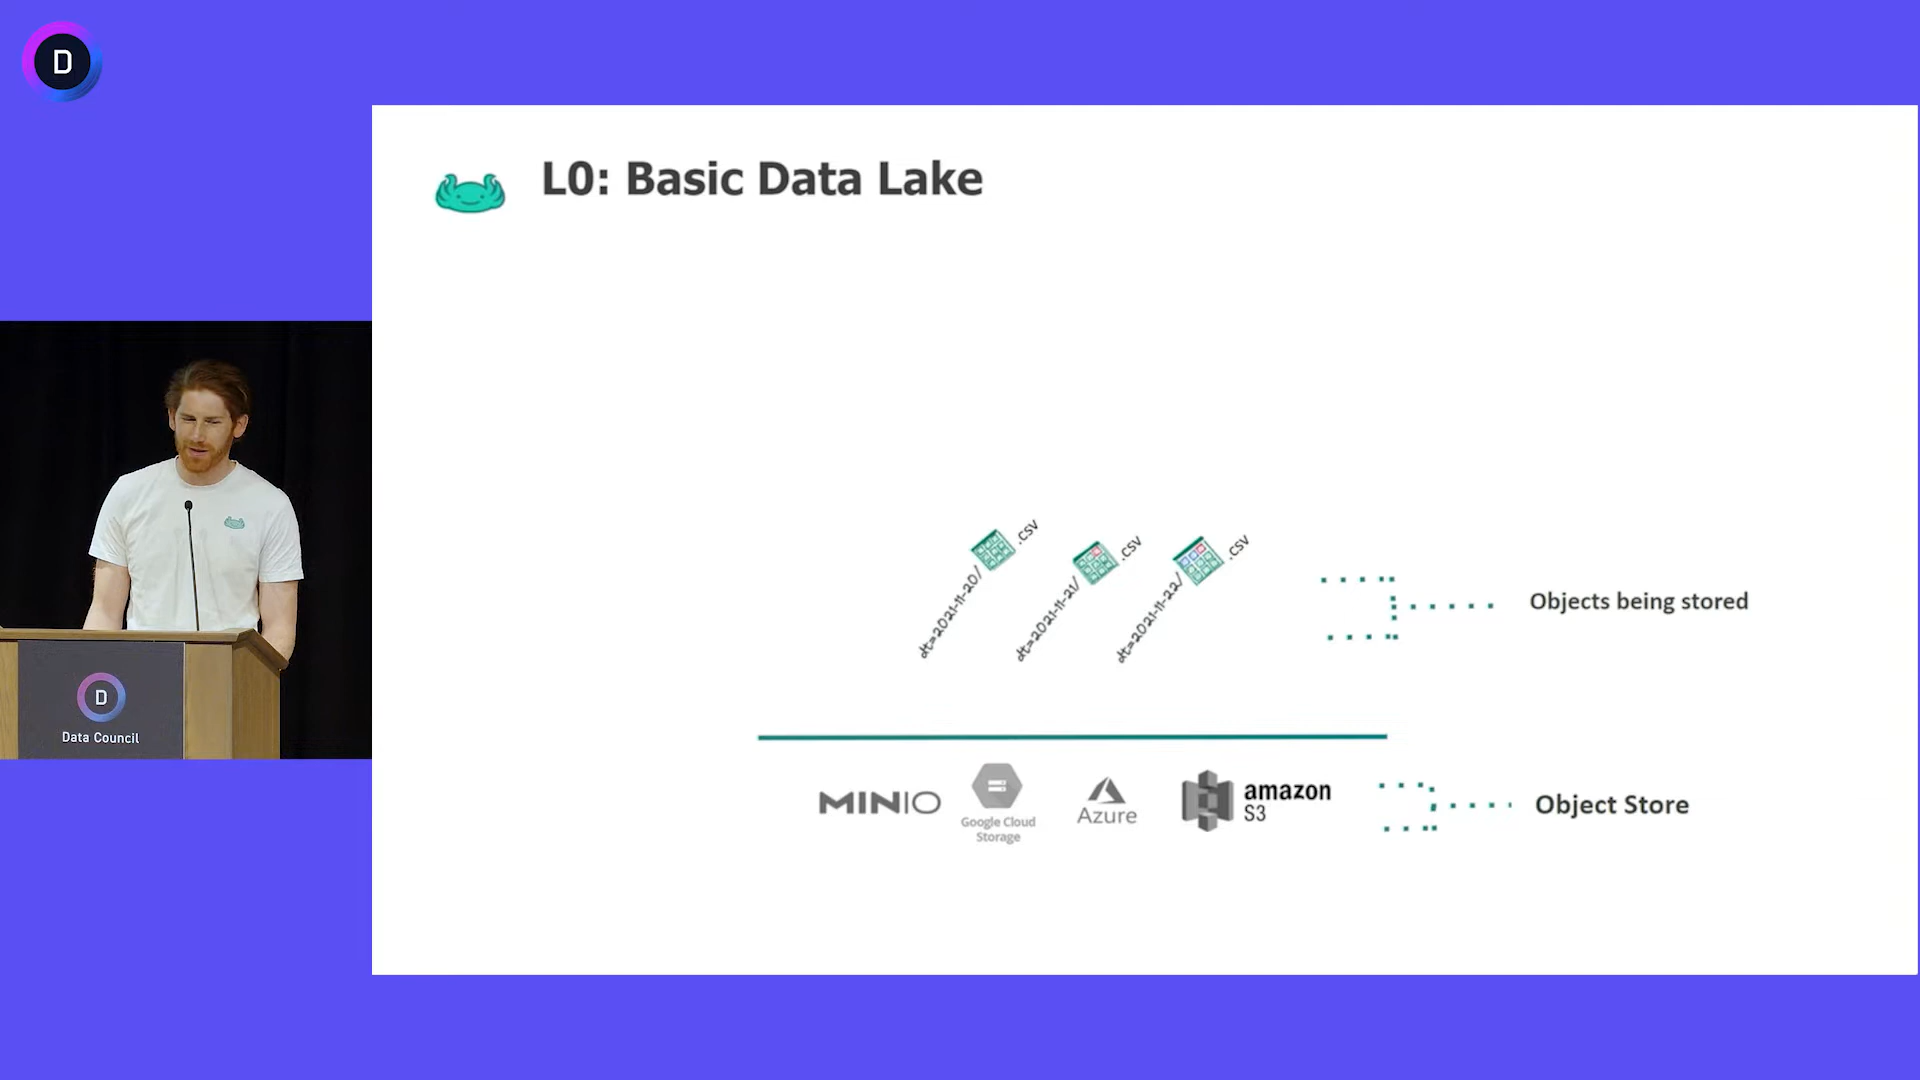 D
L0: Basic Data Lake
dt=2021-11-20/ .csv
dt=2021-11-21/ .csv
dt=2021-11-22/ .csv
Objects being stored
MINIO
Google Cloud
Storage
Azure
amazon
S3
Object Store
D
Data Council